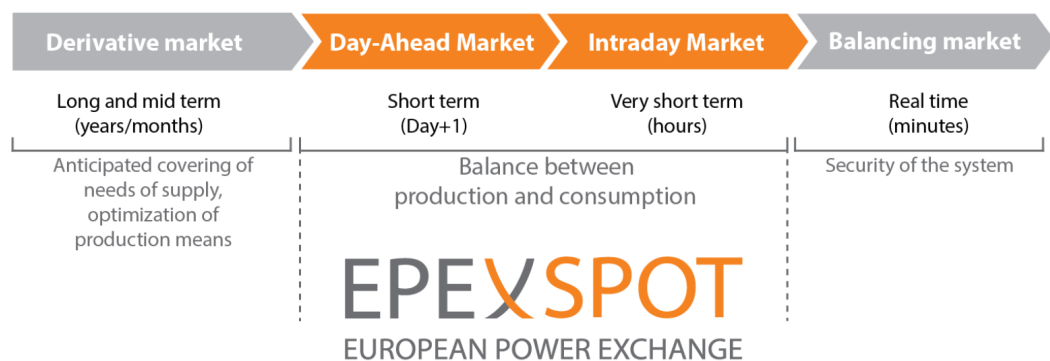 Derivative market
Day-Ahead Market
Intraday Market
Balancing market
Long and mid term
(years/months)
Short term
(Day+1)
Very short term
(hours)
Real time
(minutes)
Anticipated covering of
needs of supply,
optimization of
production means
Balance between
production and consumption
Security of the system
EPEXSPOT
EUROPEAN POWER EXCHANGE